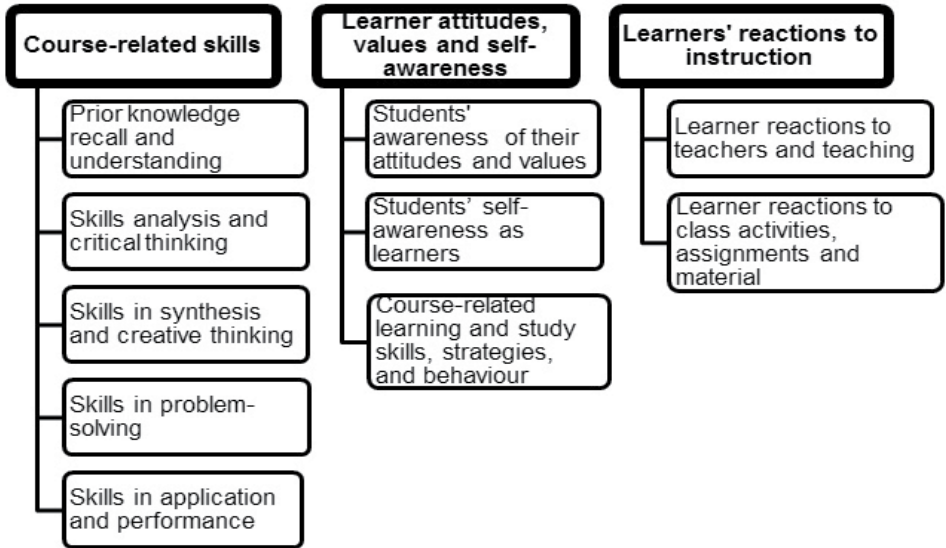 Course-related skills
Prior knowledge
recall and
understanding
Skills analysis and
critical thinking
Skills in synthesis
and creative thinking
Skills in problem-
solving
Skills in application
and performance
Learner attitudes,
values and self-
awareness
Students'
awareness of their
attitudes and values
Students’ self-
awareness as
learners
Course-related
learning and study
skills, strategies,
and behaviour
Learners' reactions to
instruction
Learner reactions to
teachers and teaching
Learner reactions to
class activities,
assignments and
material